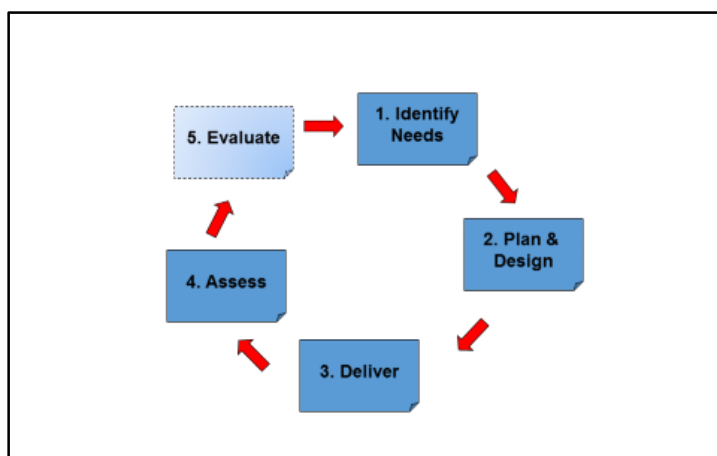 1. Identify
Needs
2. Plan &
Design
3. Deliver
4. Assess
5. Evaluate